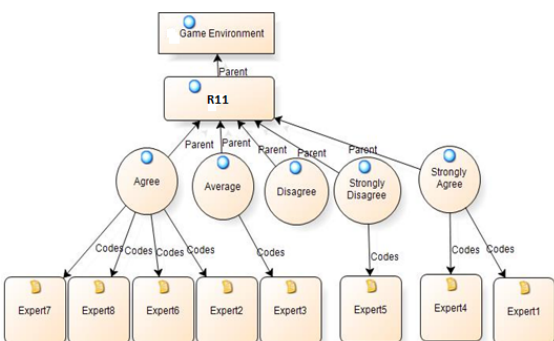 Game Environment
Parent
R11
Parent
Parent
Parent
Parent
Parent
Agree
Average
Disagree
Strongly
Disagree
Strongly
Agree
Codes
Codes
Codes
Codes
Codes
Codes
Codes
Codes
Expert7
Expert8
Expert6
Expert2
Expert3
Expert5
Expert4
Expert1